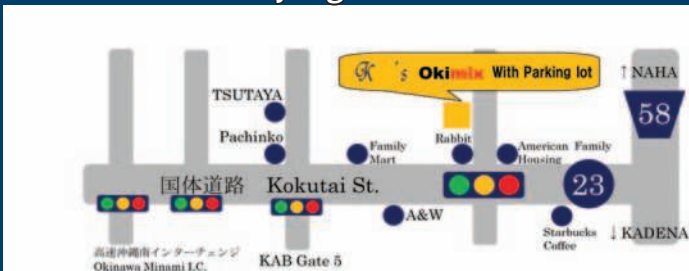 K's Okimix With Parking lot
↑NAHA
TSUTAYA
58
Pachinko
Family
Mart
Rabbit
American Family
Housing
国体道路 Kokutai St.
23
A&W
Starbucks
Coffee
↓KADENA
高速沖縄南インターチェンジ
Okinawa Minami I.C.
KAB Gate 5